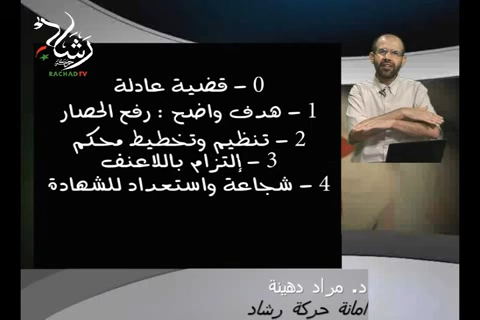 رشاد
RACHAD TV
0 - قضية عادلة
1 - هدف واضح : رفع الحصار
2 - تنظيم وتخطيط محكم
3 - إلتزام باللاعنف
4 - شجاعة واستعداد للشهادة
د. مراد دهينة
امانة حركة رشاد